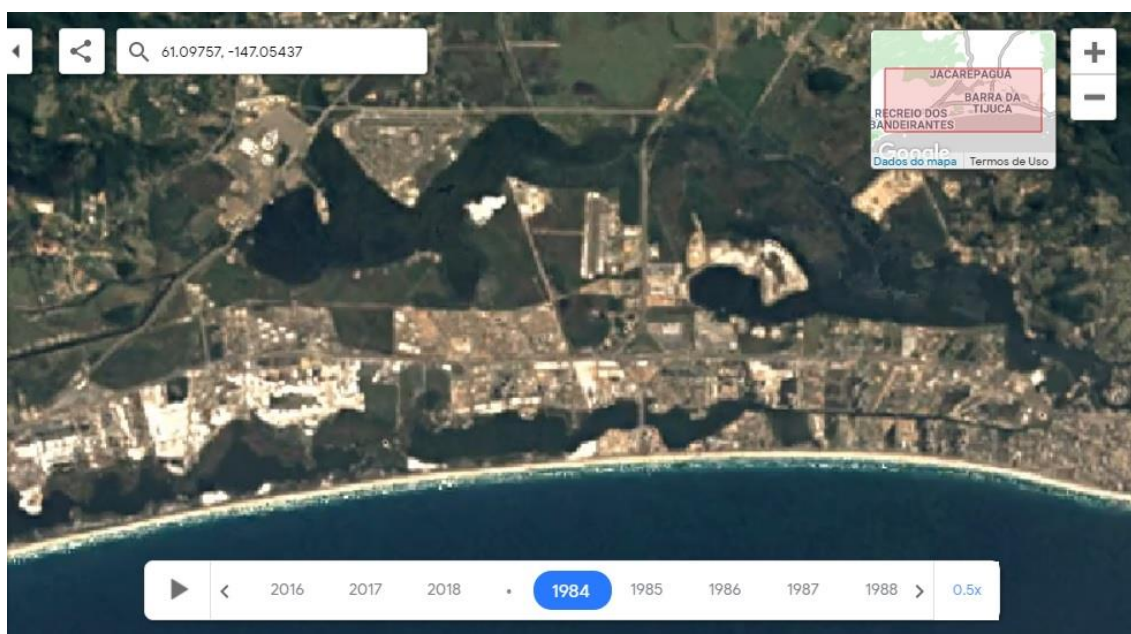 61.09757, -147.05437
JACAREPAGUÁ
BARRA DA
TIJUCA
RECREIO DOS
BANDEIRANTES
Google
Dados do mapa Termos de Uso
2016 2017 2018 1984 1985 1986 1987 1988 0.5x